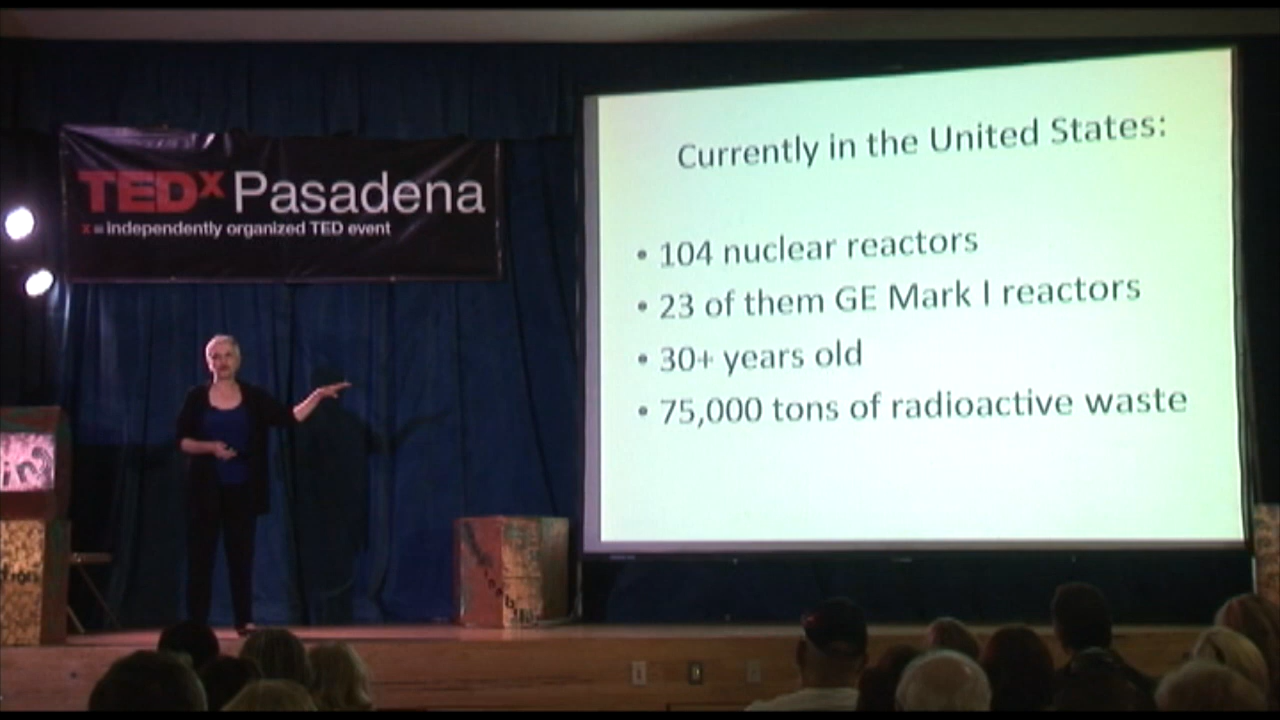 TEDx Pasadena
x = independently organized TED event
Currently in the United States:
• 104 nuclear reactors
• 23 of them GE Mark I reactors
• 30+ years old
• 75,000 tons of radioactive waste